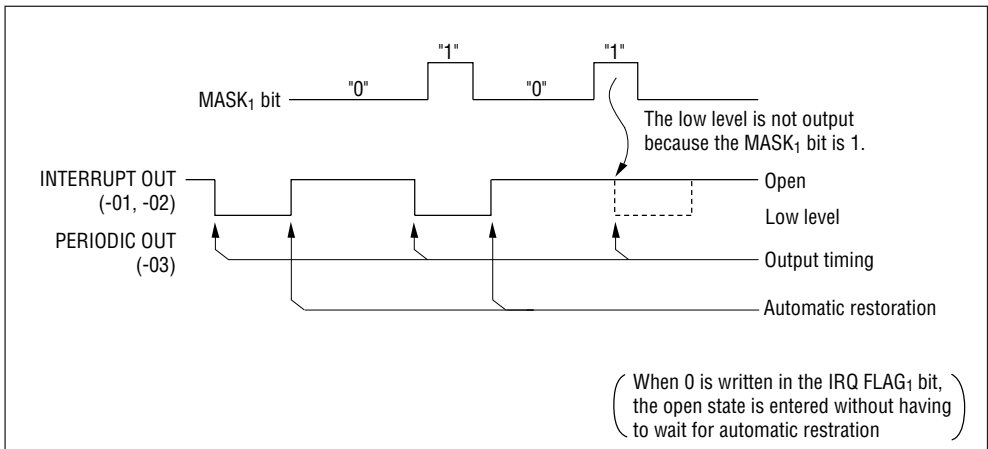 "1" "1"
MASK₁ bit "0" "0"
The low level is not output
because the MASK₁ bit is 1.
INTERRUPT OUT
(-01, -02)
Open
Low level
PERIODIC OUT
(-03)
Output timing
Automatic restoration
When 0 is written in the IRQ FLAG₁ bit,
the open state is entered without having
to wait for automatic restration